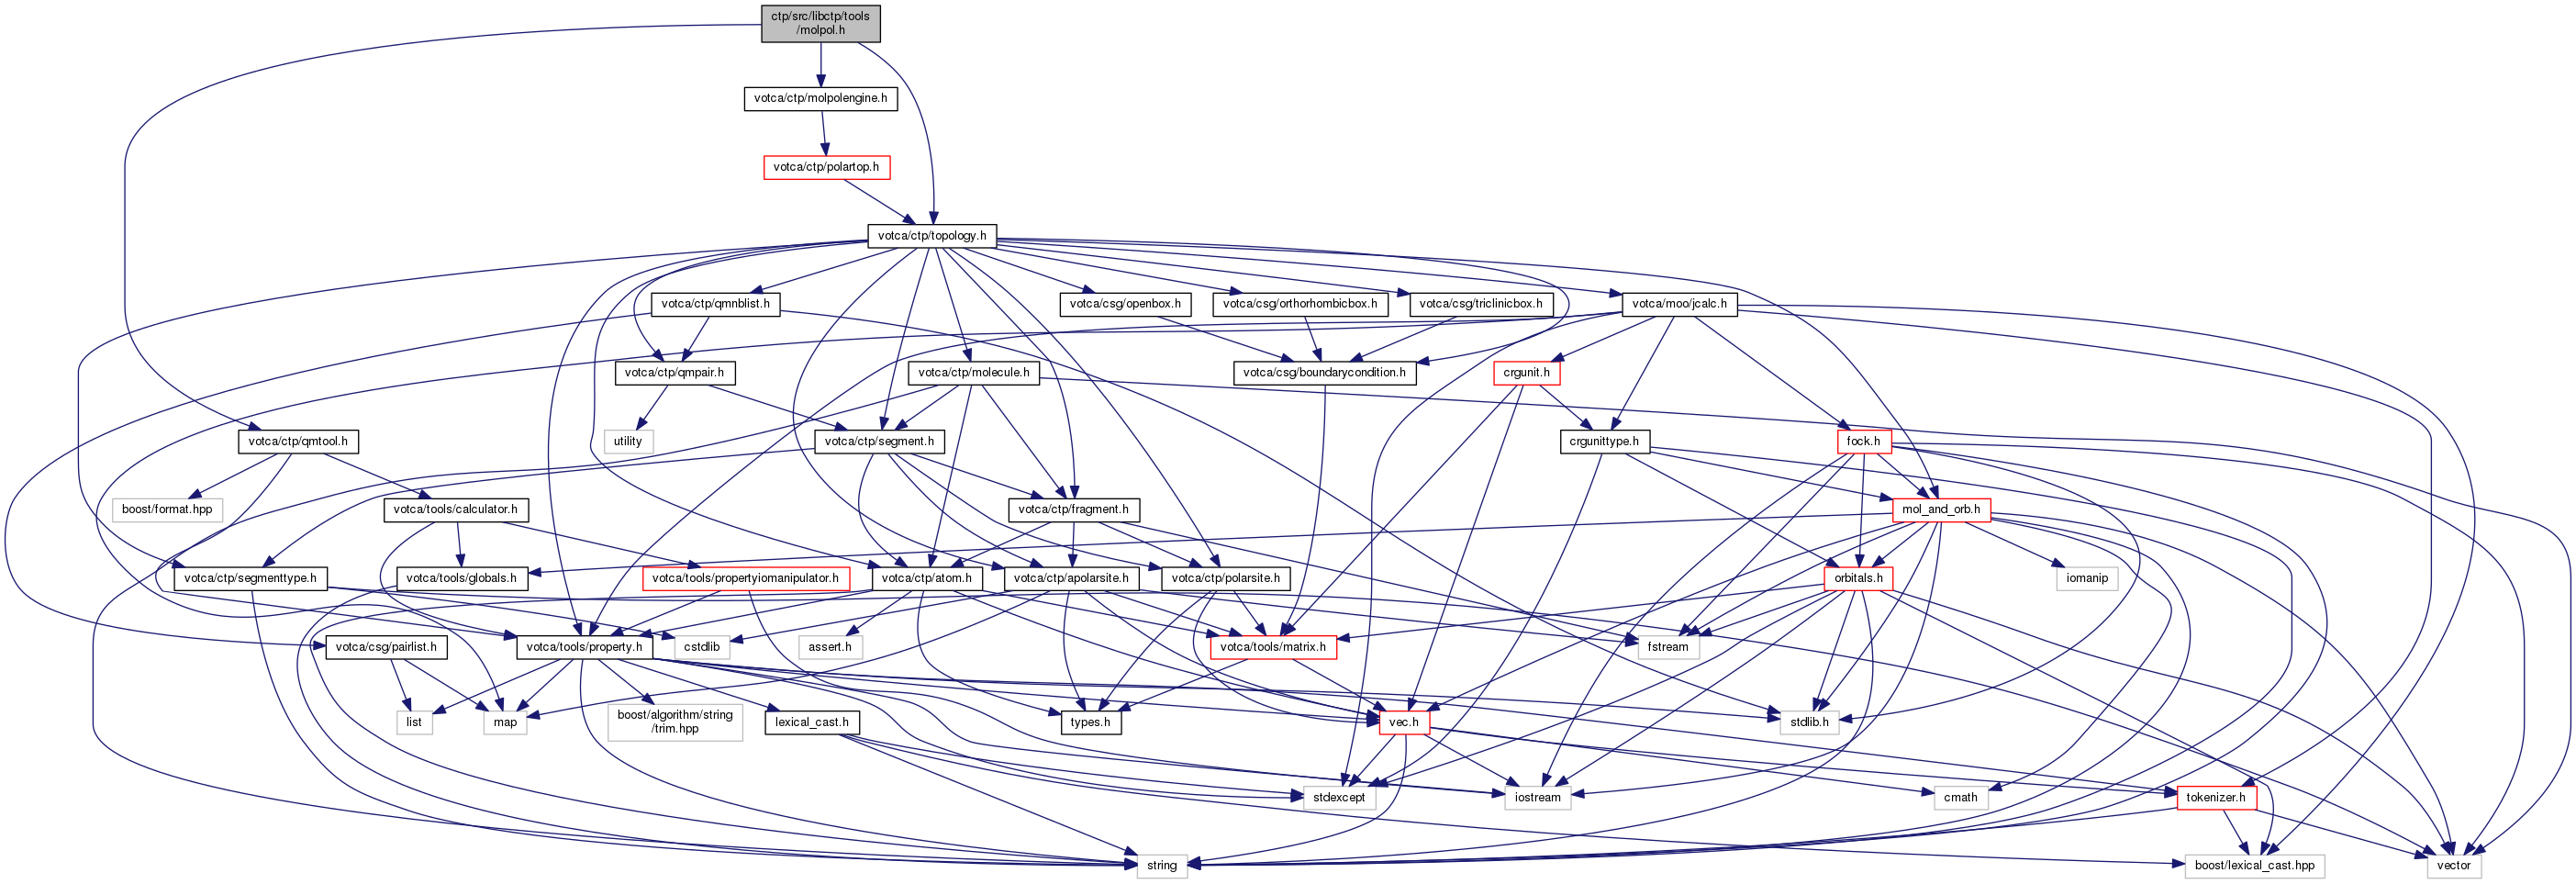 ctp/src/libctp/tools
/molpol.h
votca/ctp/molpolengine.h
votca/ctp/polartop.h
votca/ctp/topology.h
votca/ctp/qmnblist.h
votca/csg/openbox.h
votca/csg/orthorhombicbox.h
votca/csg/triclinicbox.h
votca/moo/jcalc.h
votca/ctp/qmpair.h
votca/ctp/molecule.h
votca/csg/boundarycondition.h
crgunit.h
votca/ctp/qmtool.h
utility
votca/ctp/segment.h
crgunittype.h
fock.h
boost/format.hpp
votca/tools/calculator.h
votca/ctp/fragment.h
mol_and_orb.h
votca/ctp/segmenttype.h
votca/tools/globals.h
votca/tools/propertyiomanipulator.h
votca/ctp/atom.h
votca/ctp/apolarsite.h
votca/ctp/polarsite.h
orbitals.h
iomanip
votca/csg/pairlist.h
votca/tools/property.h
cstdlib
assert.h
votca/tools/matrix.h
fstream
list
map
boost/algorithm/string
/trim.hpp
lexical_cast.h
types.h
vec.h
stdlib.h
stdexcept
iostream
cmath
tokenizer.h
string
boost/lexical_cast.hpp
vector